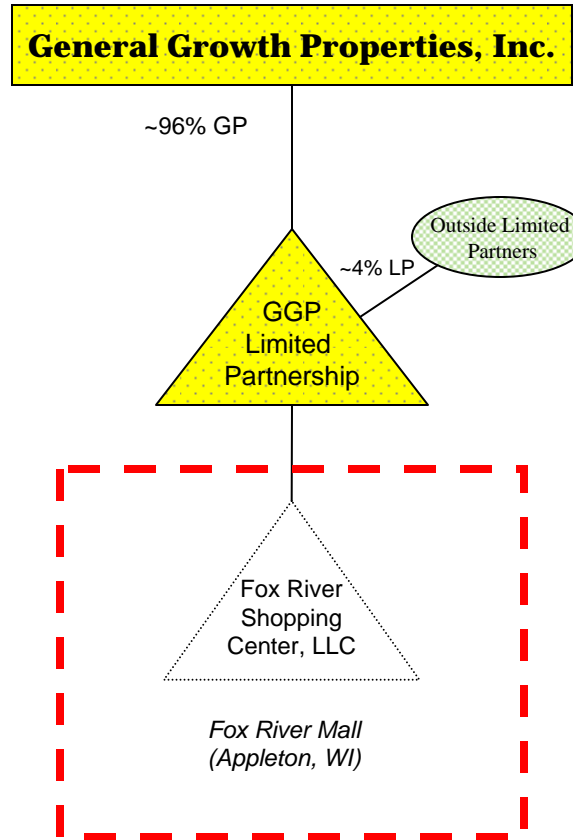 General Growth Properties, Inc.
~96% GP
Outside Limited
Partners
~4% LP
GGP
Limited
Partnership
Fox River
Shopping
Center, LLC
Fox River Mall
(Appleton, WI)